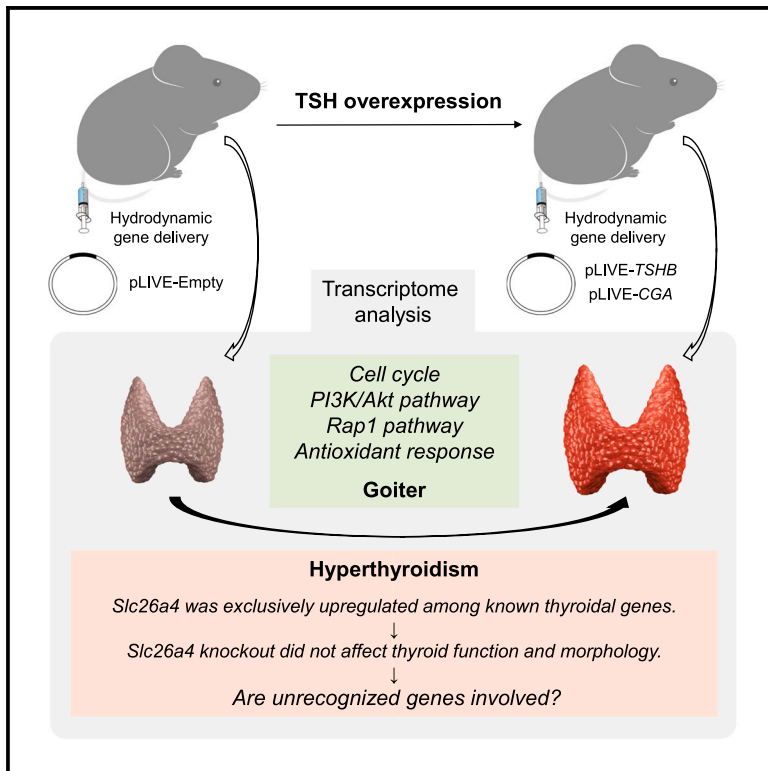 TSH overexpression
Hydrodynamic
gene delivery
pLIVE-Empty
Hydrodynamic
gene delivery
pLIVE-TSHB
pLIVE-CGA
Transcriptome
analysis
Cell cycle
PI3K/Akt pathway
Rap1 pathway
Antioxidant response
Goiter
Hyperthyroidism
Slc26a4 was exclusively upregulated among known thyroidal genes.
↓
Slc26a4 knockout did not affect thyroid function and morphology.
↓
Are unrecognized genes involved?